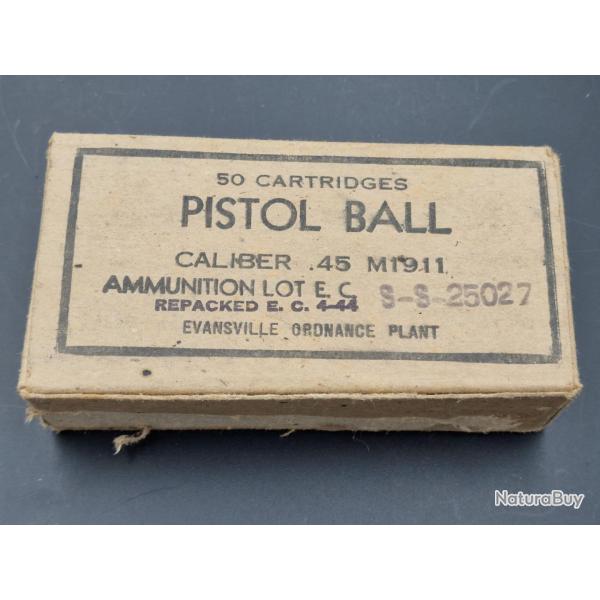 50 CARTRIDGES
PISTOL BALL
CALIBER .45 M1911
AMMUNITION LOT E. C. S-S-25027
REPACKED E. C. 4-44
EVANSVILLE ORDNANCE PLANT
NaturaBuy